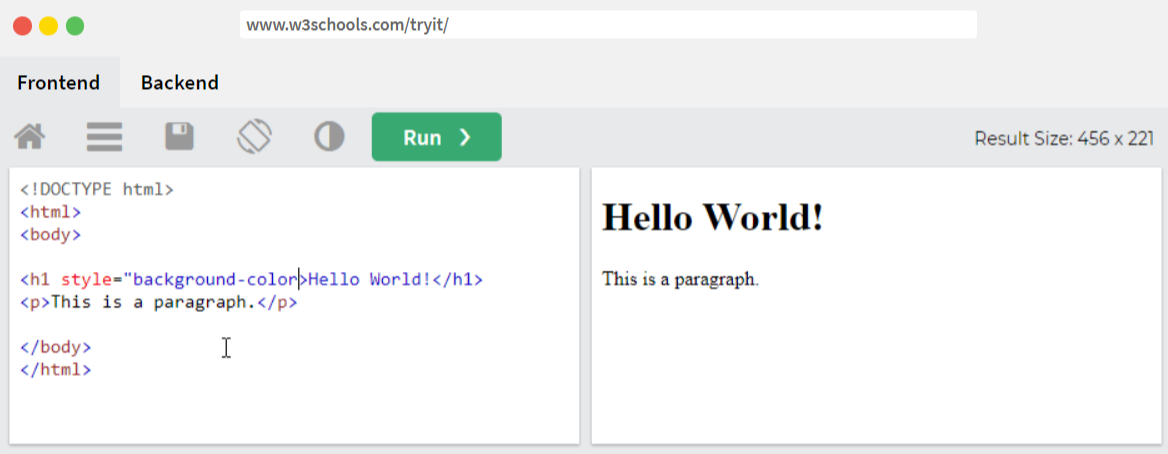 www.w3schools.com/tryit/
Frontend Backend
Run ❯ Result Size: 456 x 221
<!DOCTYPE html>
<html>
<body>
<h1 style="background-color>Hello World!</h1>
<p>This is a paragraph.</p>
</body>
</html>
Hello World!
This is a paragraph.